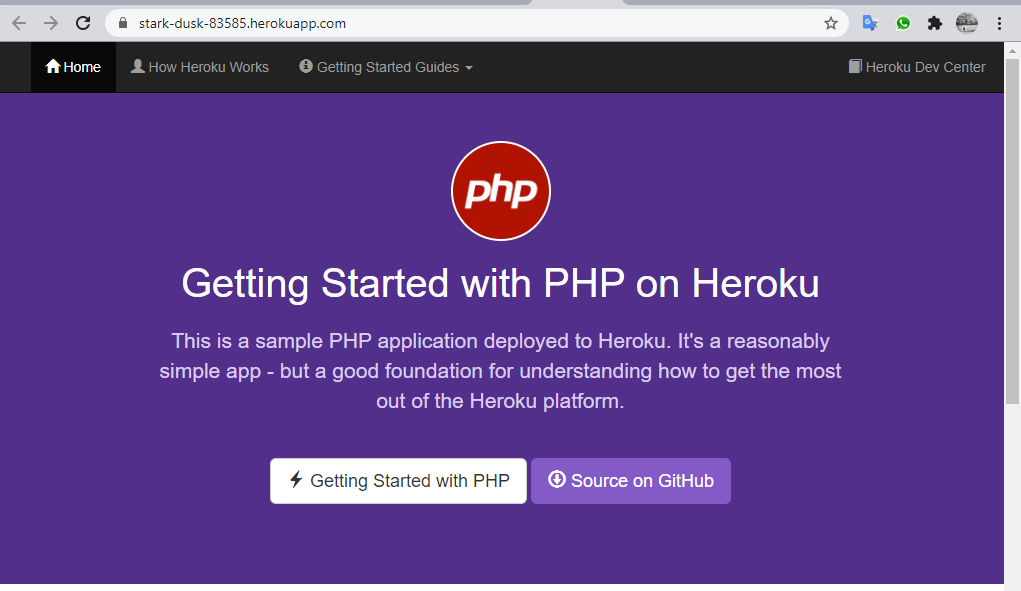 stark-dusk-83585.herokuapp.com
Home How Heroku Works Getting Started Guides Heroku Dev Center
php
Getting Started with PHP on Heroku
This is a sample PHP application deployed to Heroku. It's a reasonably
simple app - but a good foundation for understanding how to get the most
out of the Heroku platform.
Getting Started with PHP Source on GitHub